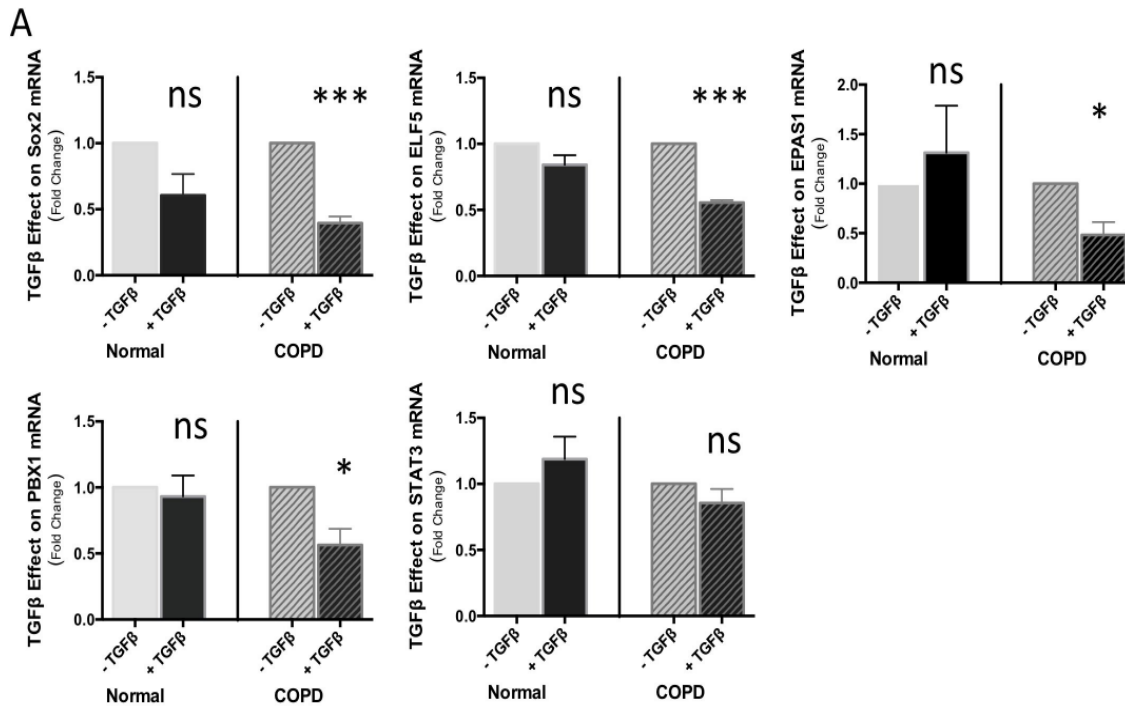 A
TGFβ Effect on Sox2 mRNA
(Fold Change)
1.5
1.0
0.5
0.0
ns
***
- TGFβ
+ TGFβ
- TGFβ
+ TGFβ
Normal
COPD
TGFβ Effect on ELF5 mRNA
(Fold Change)
1.5
1.0
0.5
0.0
ns
***
- TGFβ
+ TGFβ
- TGFβ
+ TGFβ
Normal
COPD
TGFβ Effect on EPAS1 mRNA
(Fold Change)
2.0
1.5
1.0
0.5
0.0
ns
*
- TGFβ
+ TGFβ
- TGFβ
+ TGFβ
Normal
COPD
TGFβ Effect on PBX1 mRNA
(Fold Change)
1.5
1.0
0.5
0.0
ns
*
- TGFβ
+ TGFβ
- TGFβ
+ TGFβ
Normal
COPD
TGFβ Effect on STAT3 mRNA
(Fold Change)
1.5
1.0
0.5
0.0
ns
ns
- TGFβ
+ TGFβ
- TGFβ
+ TGFβ
Normal
COPD